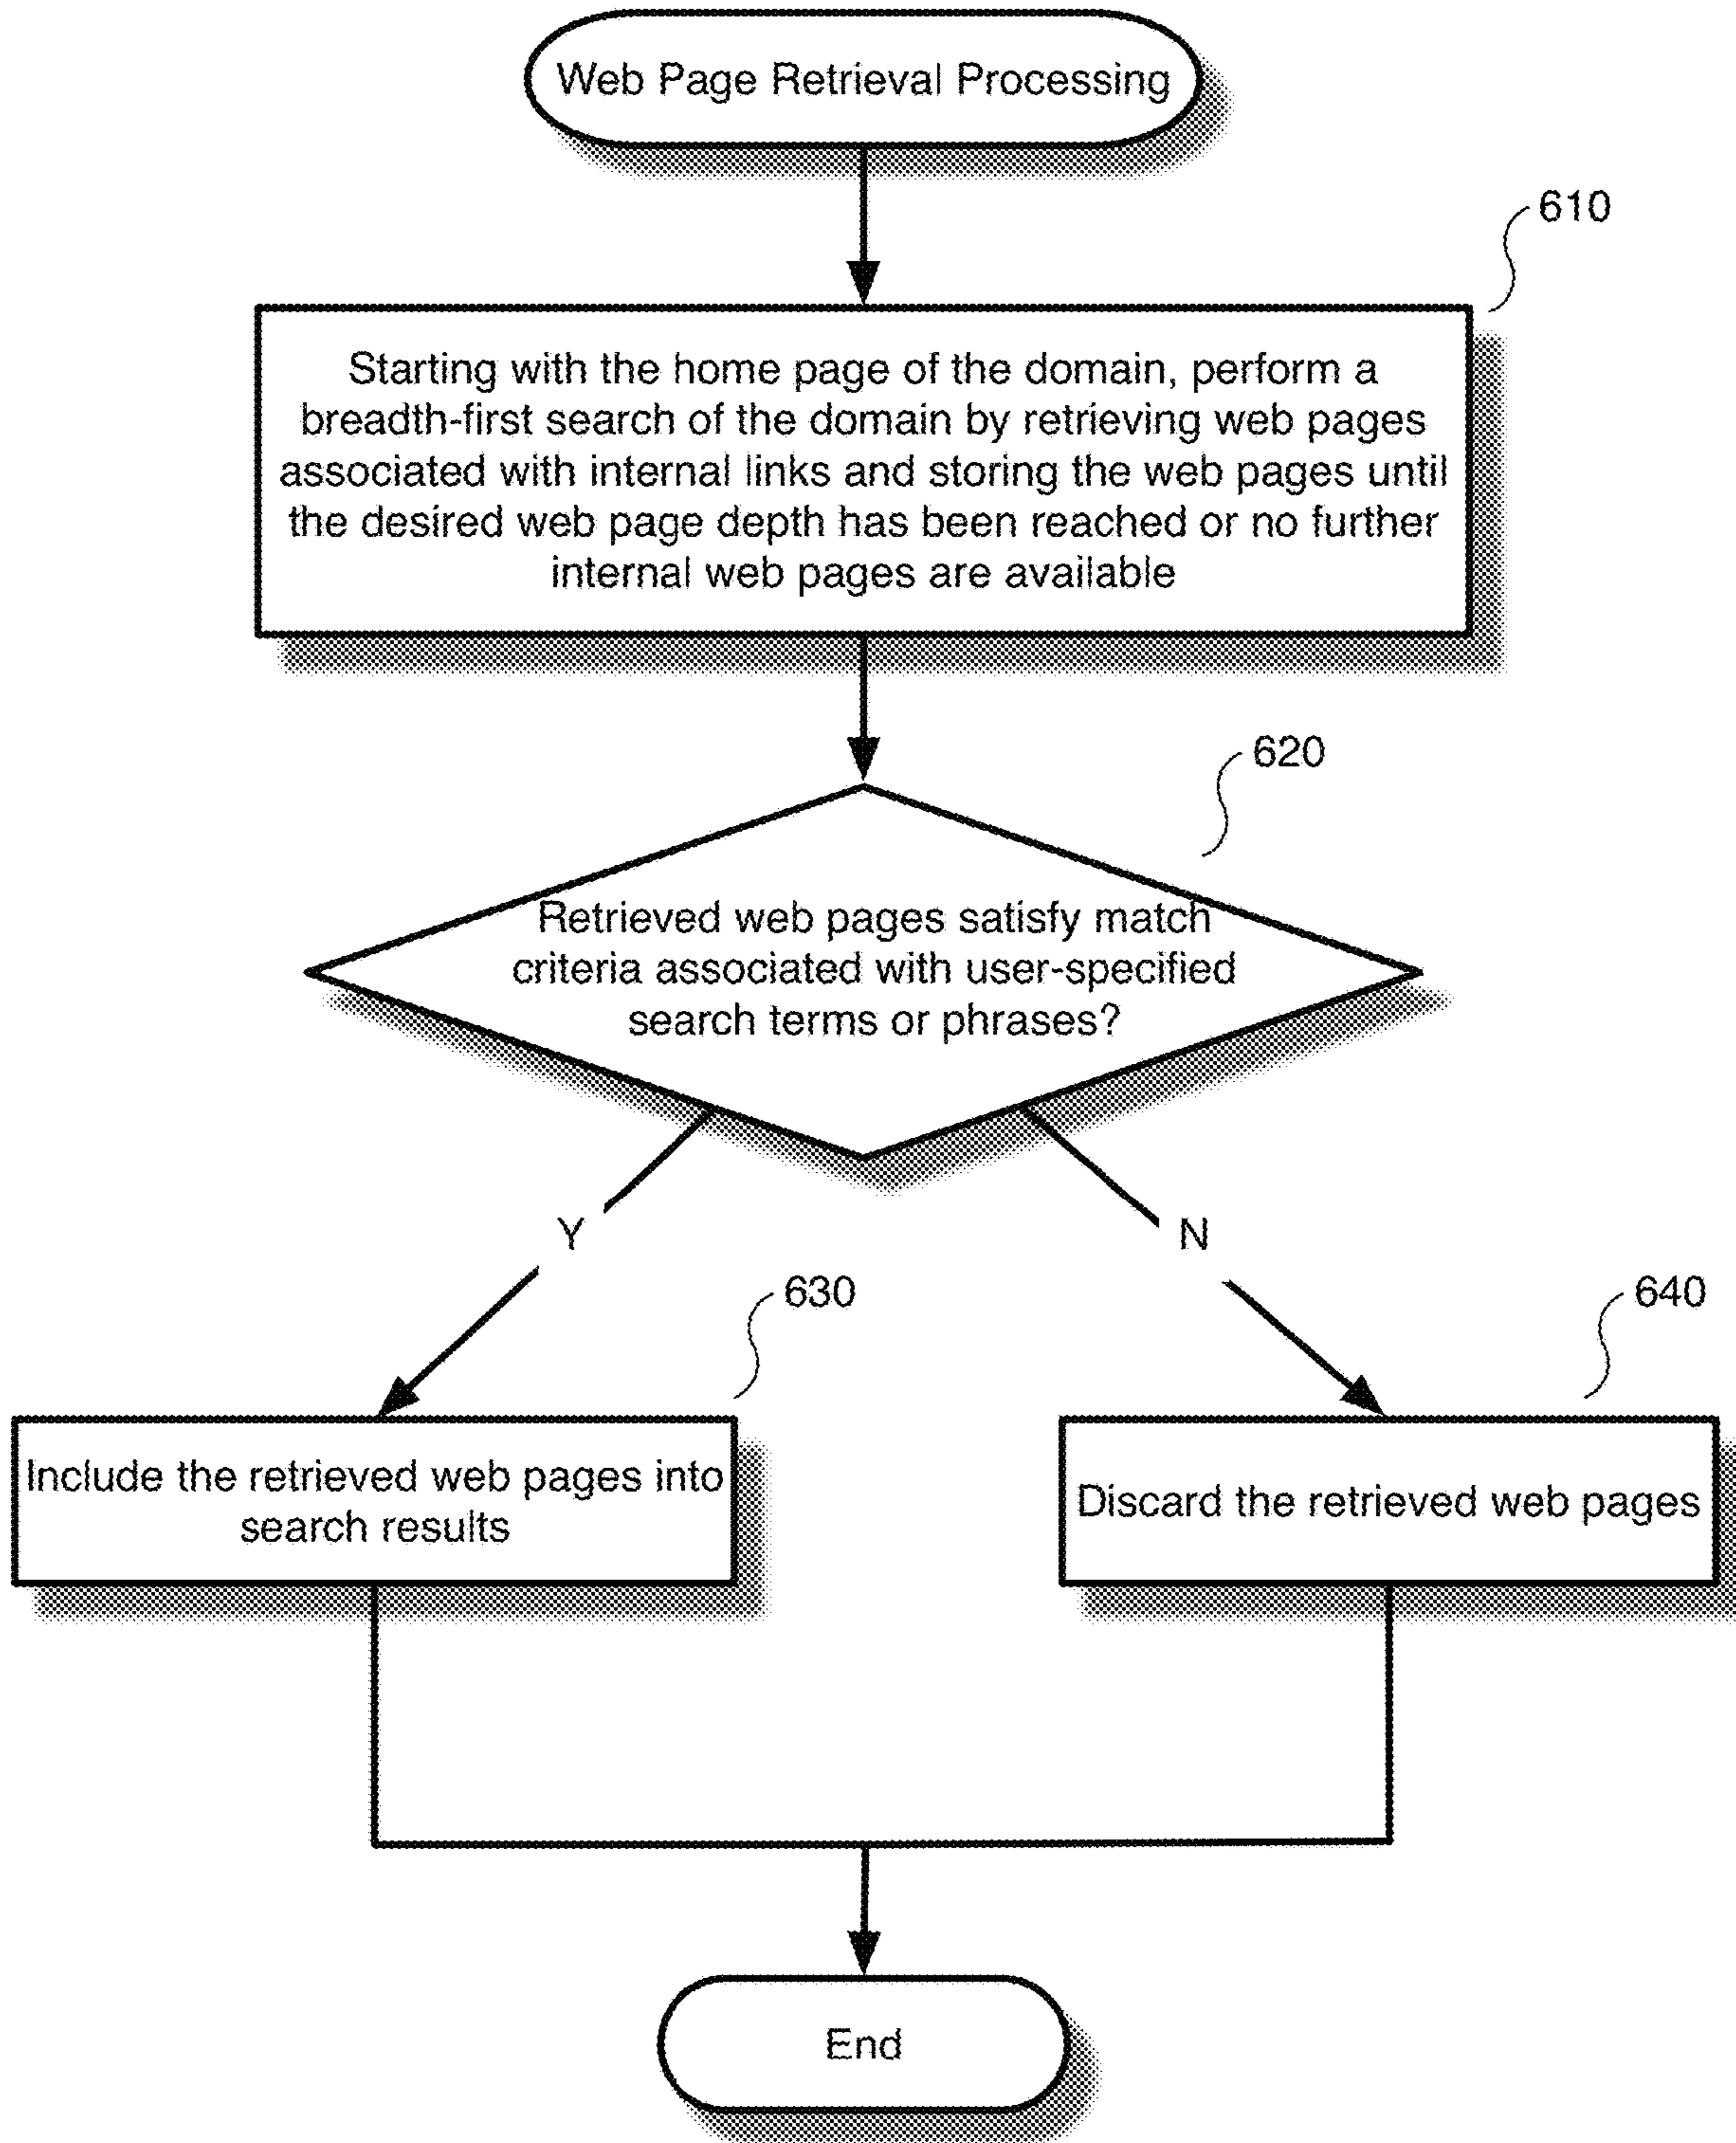 Web Page Retrieval Processing
610
Starting with the home page of the domain, perform a
breadth-first search of the domain by retrieving web pages
associated with internal links and storing the web pages until
the desired web page depth has been reached or no further
internal web pages are available
620
Retrieved web pages satisfy match
criteria associated with user-specified
search terms or phrases?
Y
N
630
640
Include the retrieved web pages into
search results
Discard the retrieved web pages
End